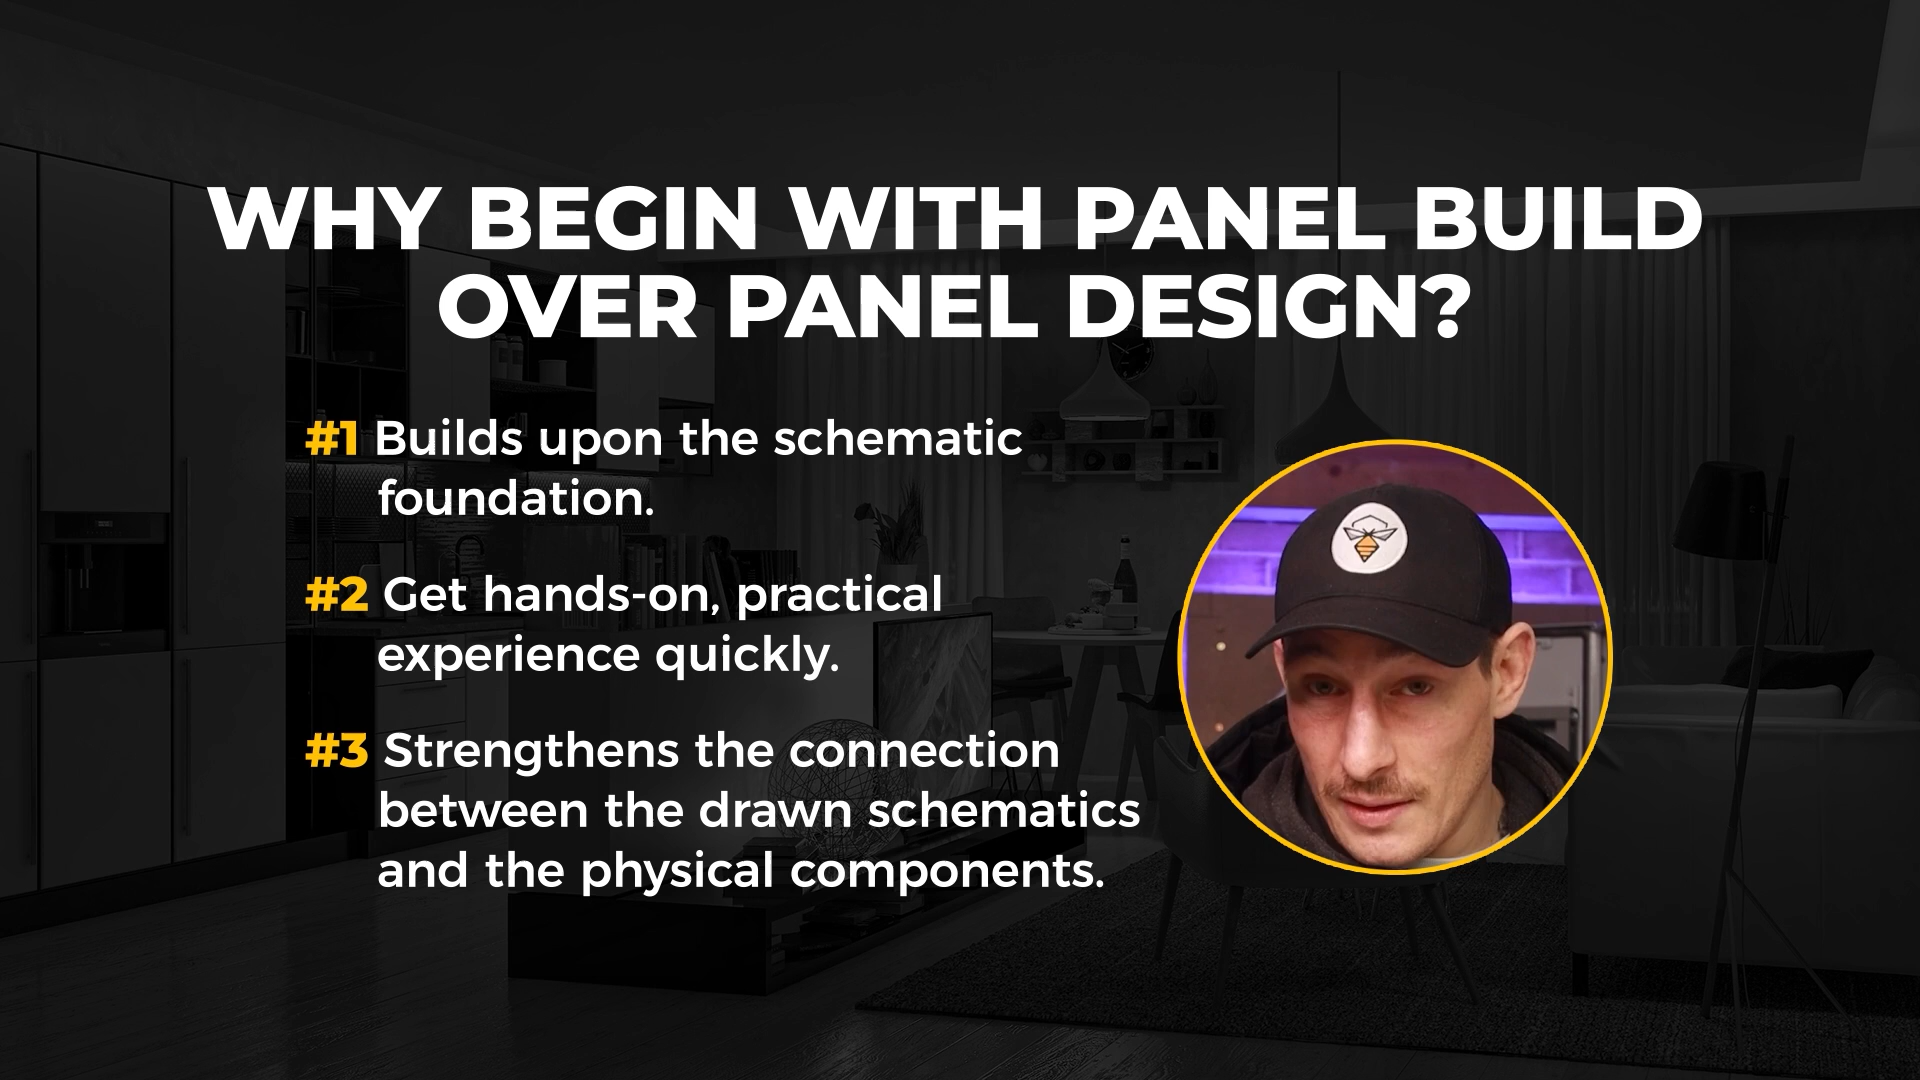 WHY BEGIN WITH PANEL BUILD
OVER PANEL DESIGN?
#1 Builds upon the schematic
foundation.
#2 Get hands-on, practical
experience quickly.
#3 Strengthens the connection
between the drawn schematics
and the physical components.